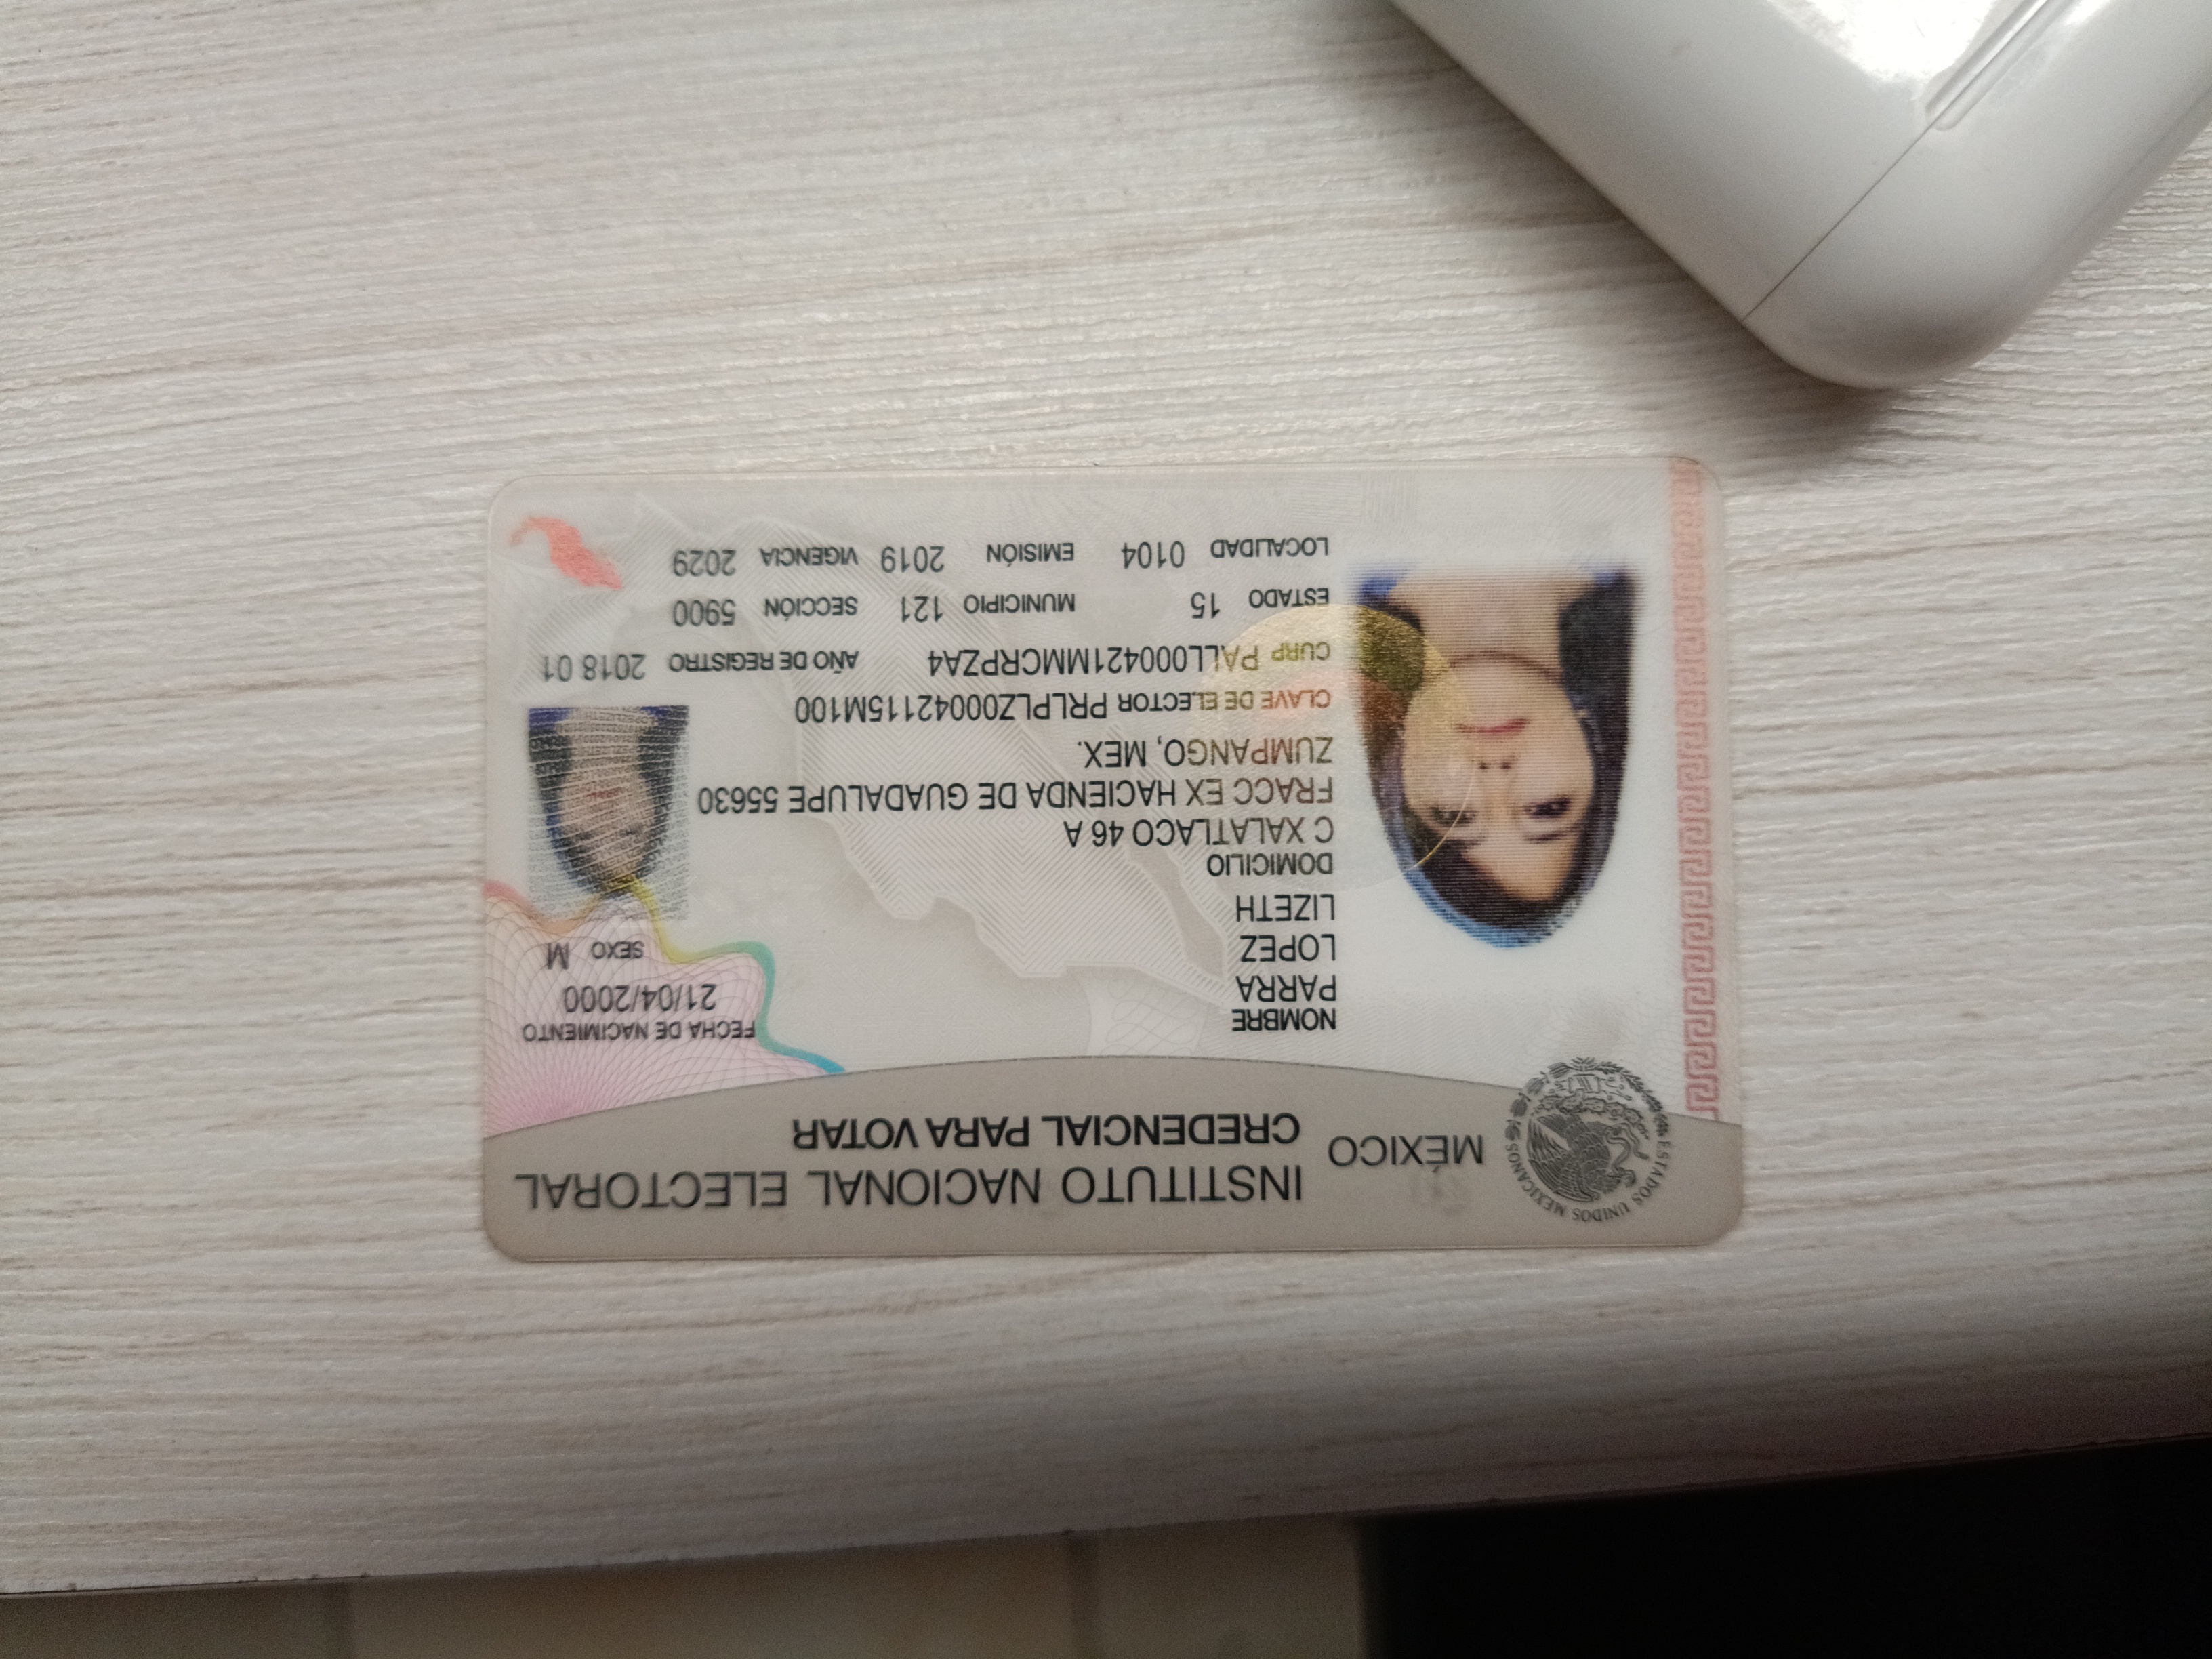 ESTADOS UNIDOS MEXICANOS
MÉXICO
INSTITUTO NACIONAL ELECTORAL
CREDENCIAL PARA VOTAR
NOMBRE
PARRA
LOPEZ
LIZETH
FECHA DE NACIMIENTO
21/04/2000
SEXO M
DOMICILIO
C XALATLACO 46 A
FRACC EX HACIENDA DE GUADALUPE 55630
ZUMPANGO, MEX.
CLAVE DE ELECTOR PRLPLZ00042115M100
CURP PALL000421MMCRPZA4 AÑO DE REGISTRO 2018 01
ESTADO 15 MUNICIPIO 121 SECCIÓN 5900
LOCALIDAD 0104 EMISIÓN 2019 VIGENCIA 2029